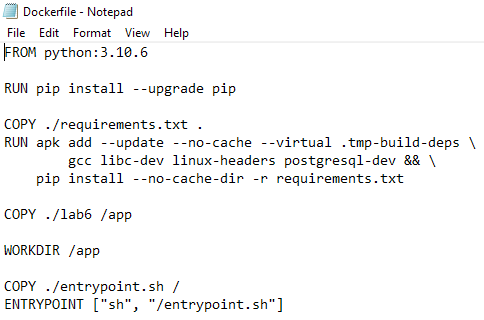 Dockerfile - Notepad
File Edit Format View Help
FROM python:3.10.6
RUN pip install --upgrade pip
COPY ./requirements.txt .
RUN apk add --update --no-cache --virtual .tmp-build-deps \
gcc libc-dev linux-headers postgresql-dev && \
pip install --no-cache-dir -r requirements.txt
COPY ./lab6 /app
WORKDIR /app
COPY ./entrypoint.sh /
ENTRYPOINT ["sh", "/entrypoint.sh"]